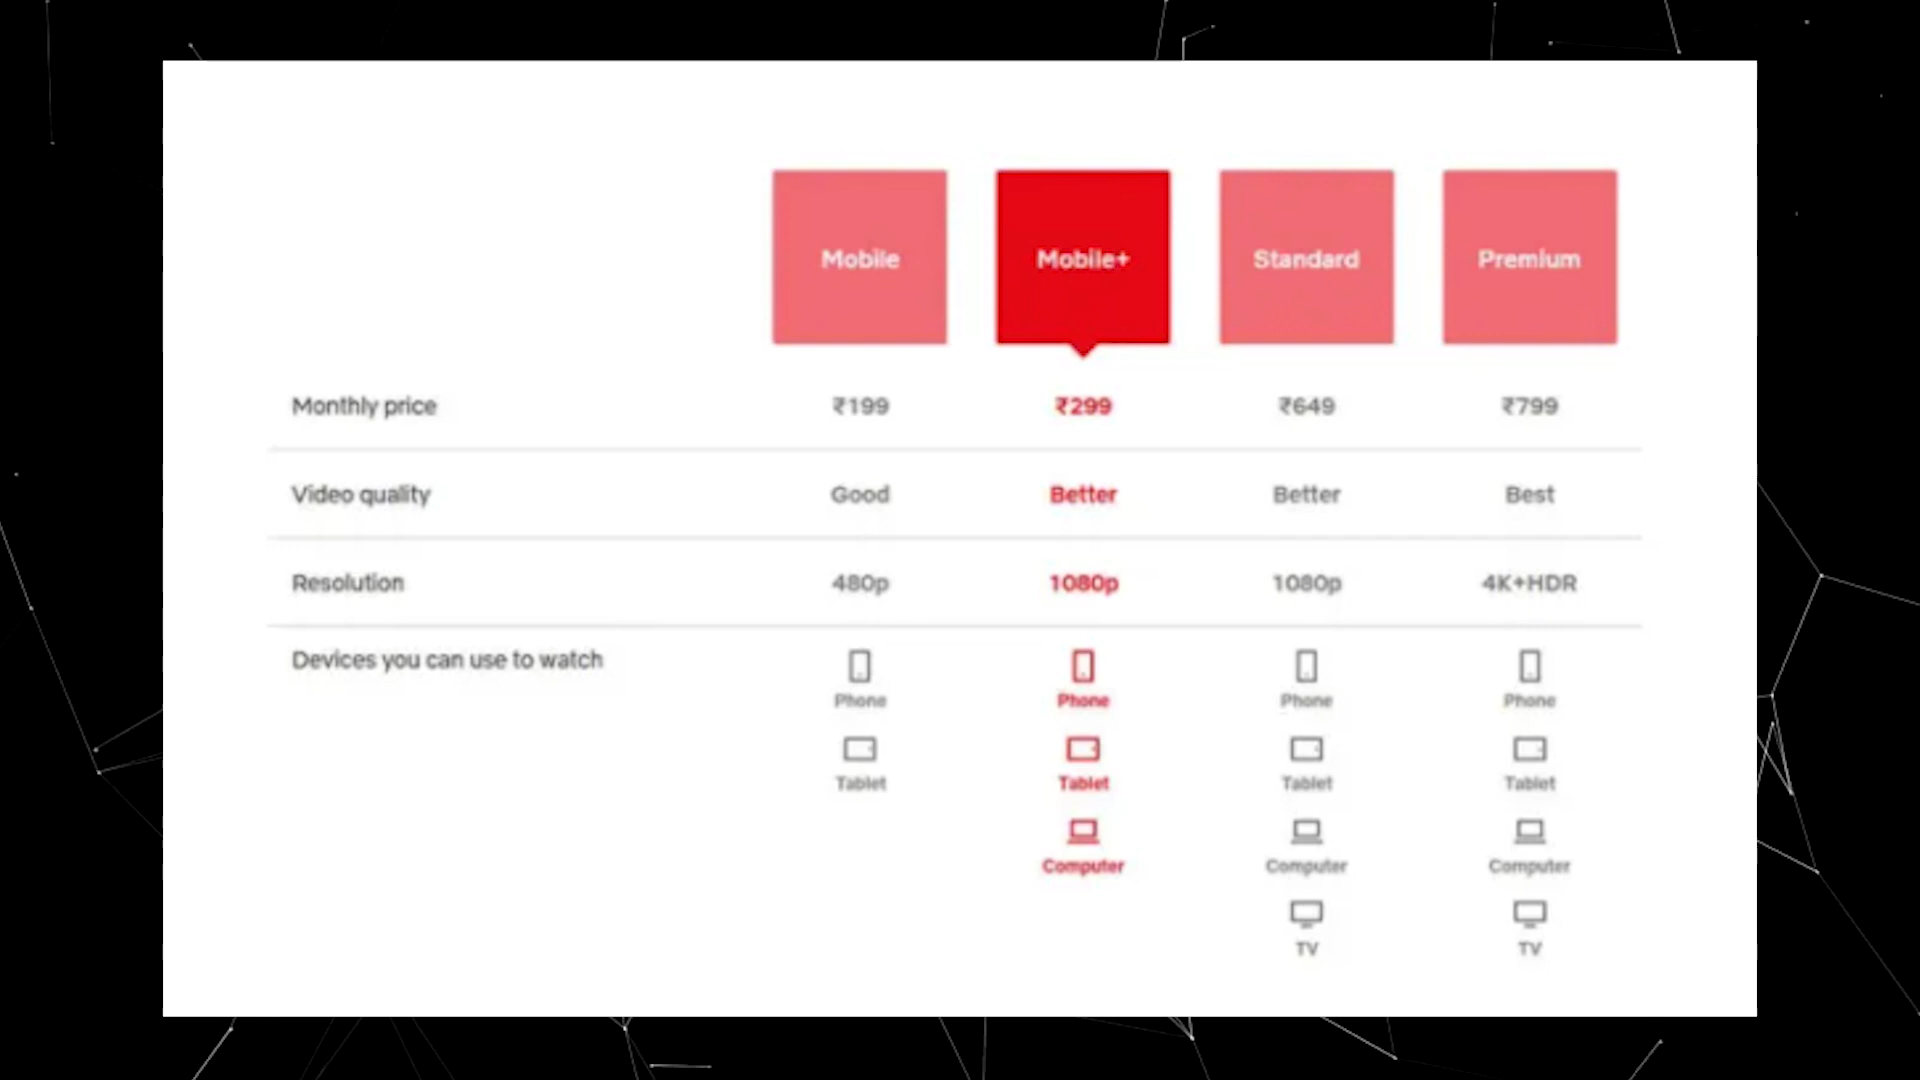 Mobile Mobile+ Standard Premium
Monthly price ₹199 ₹299 ₹649 ₹799
Video quality Good Better Better Best
Resolution 480p 1080p 1080p 4K+HDR
Devices you can use to watch
Phone Phone Phone Phone
Tablet Tablet Tablet Tablet
Computer Computer Computer
TV TV